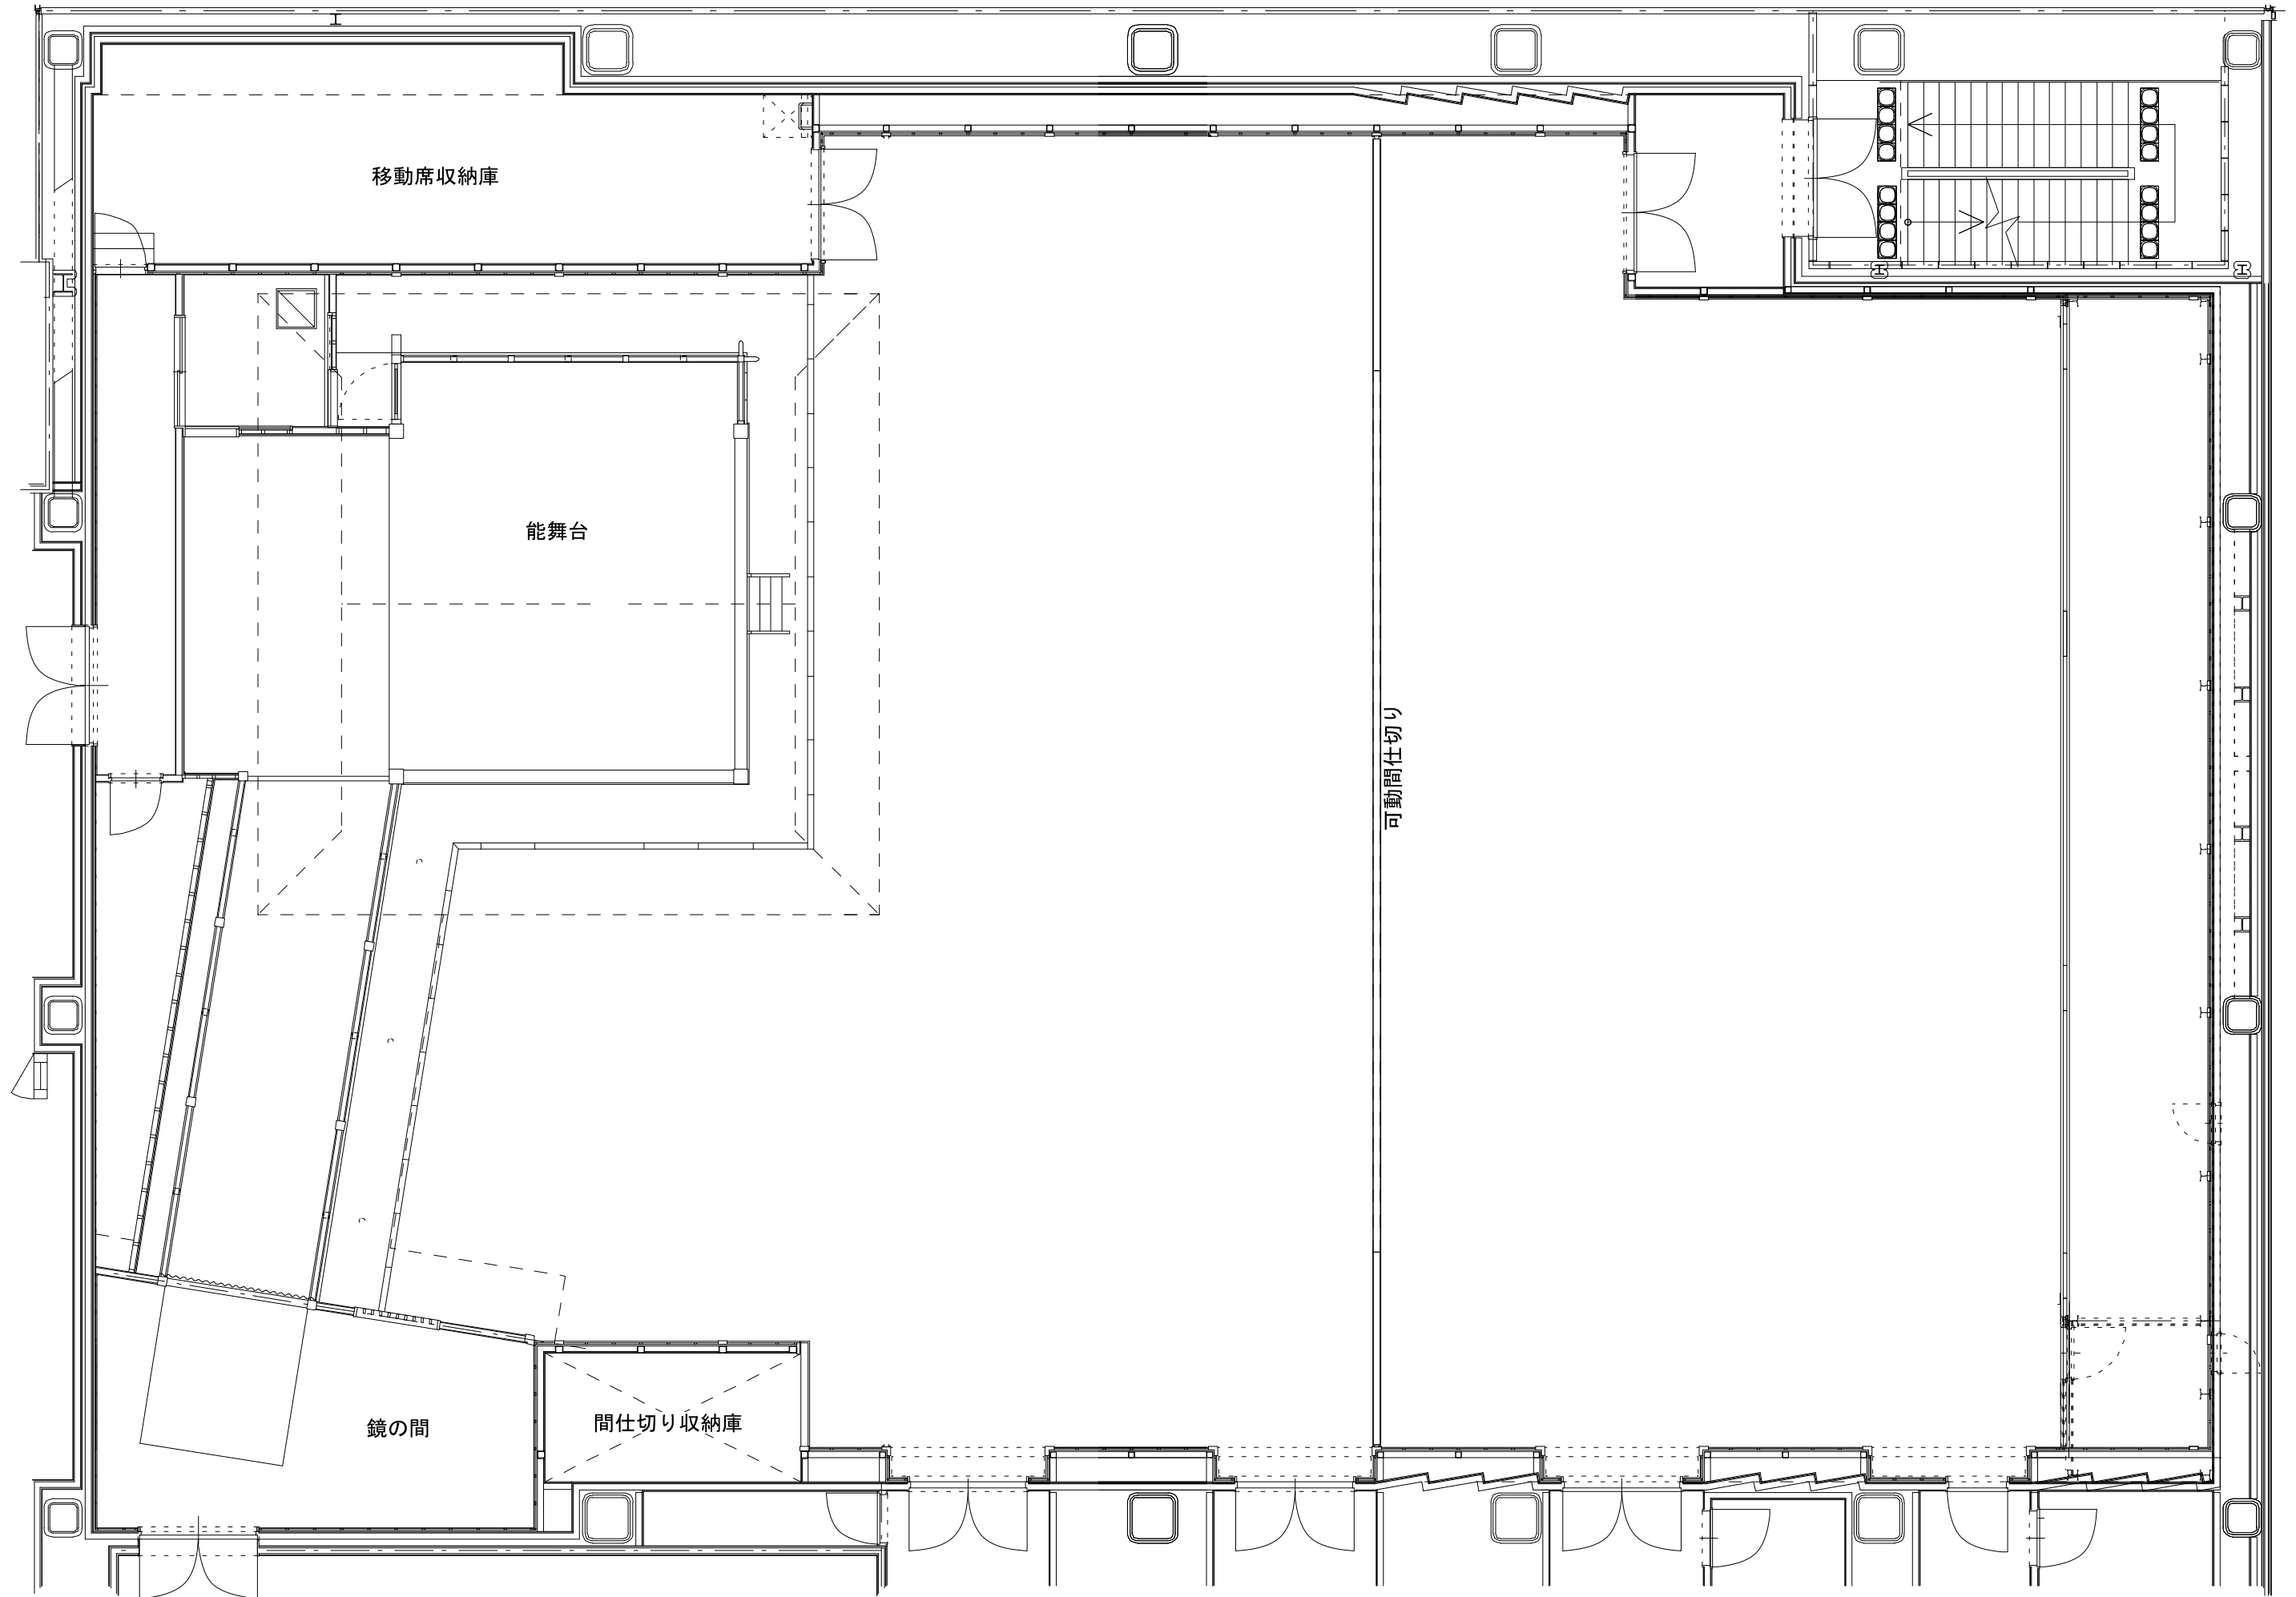 移動席収納庫
能舞台
可動間仕切り
鏡の間
間仕切り収納庫